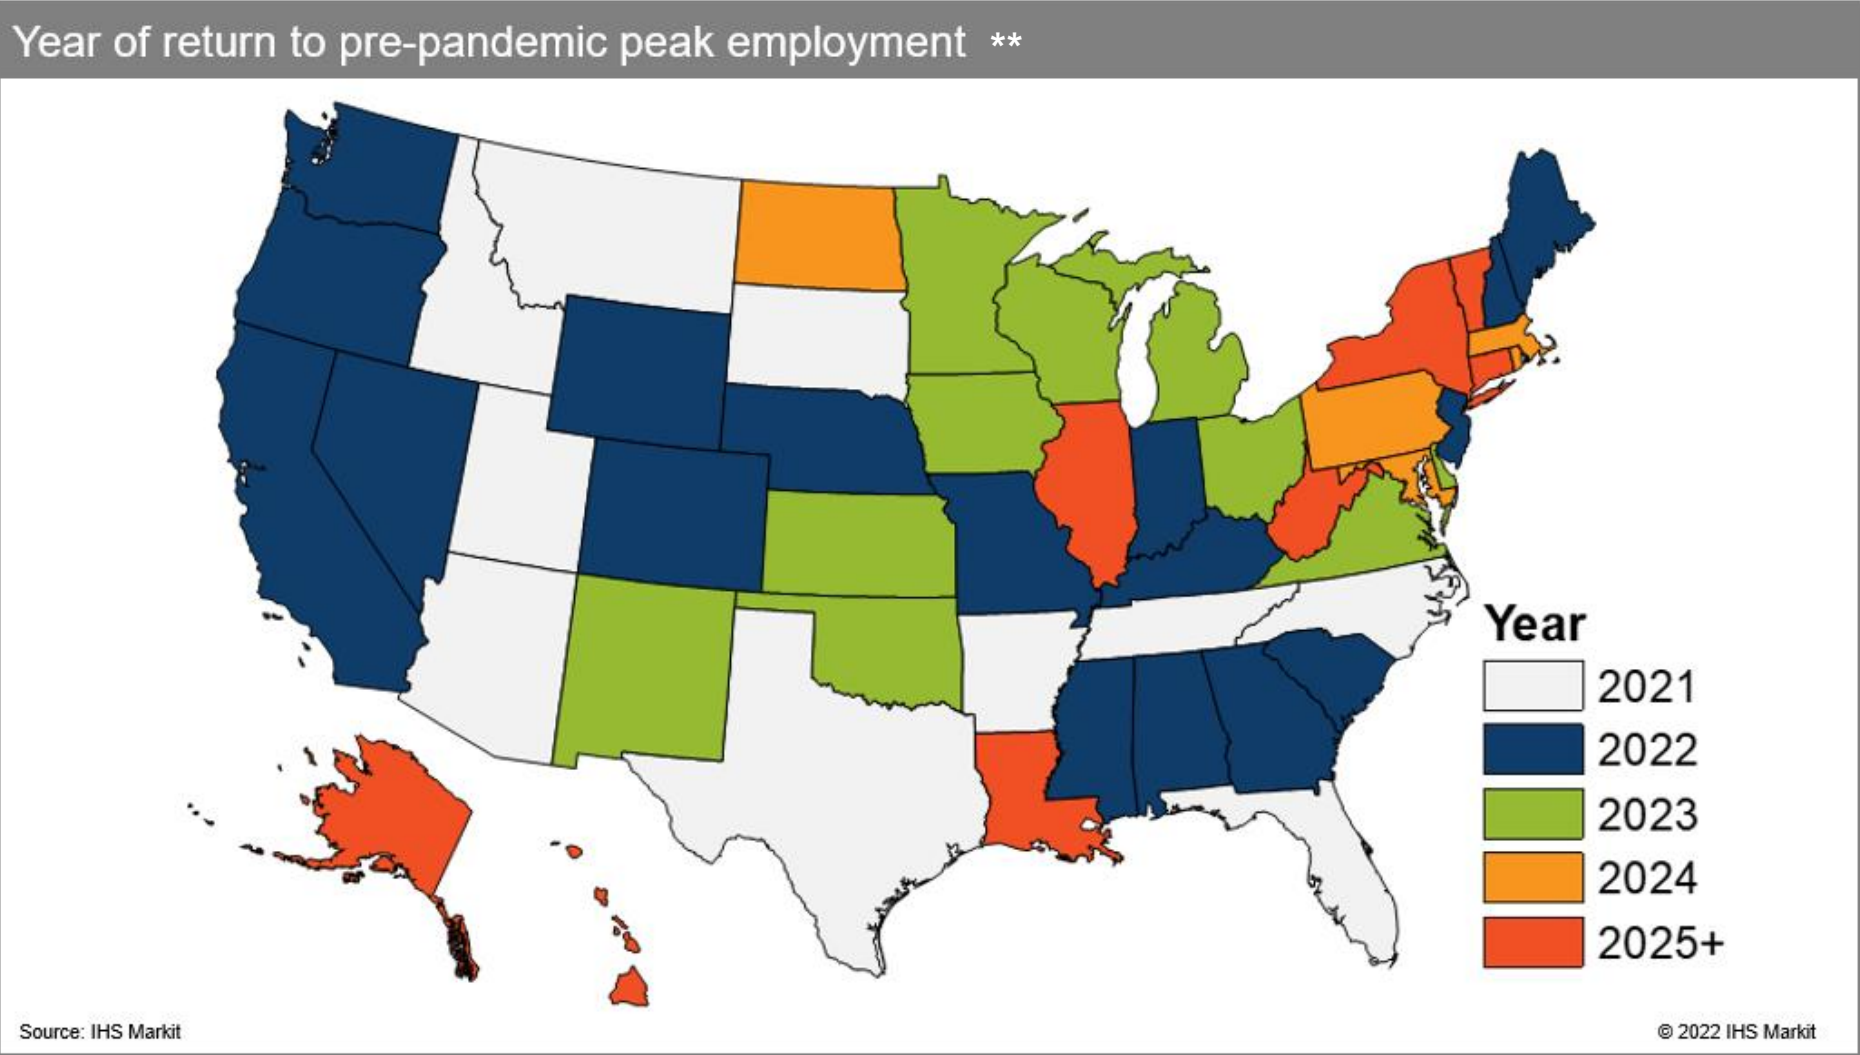 Year of return to pre-pandemic peak employment **
Year
2021
2022
2023
2024
2025+
Source: IHS Markit
© 2022 IHS Markit